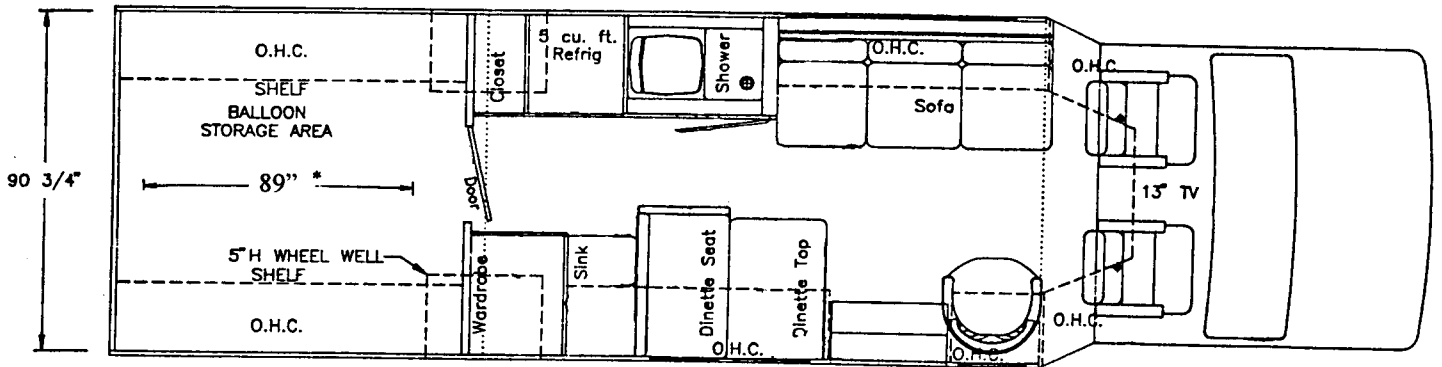 O.H.C.
SHELF
BALLOON
STORAGE AREA
90 3/4"
89" *
5"H WHEEL WELL
SHELF
O.H.C.
Door
Closet
5 cu. ft.
Refrig
Shower
O.H.C.
Sofa
O.H.C.
13" TV
Wardrobe
Sink
Dinette Seat
Dinette Top
O.H.C.
O.H.C.
O.H.C.